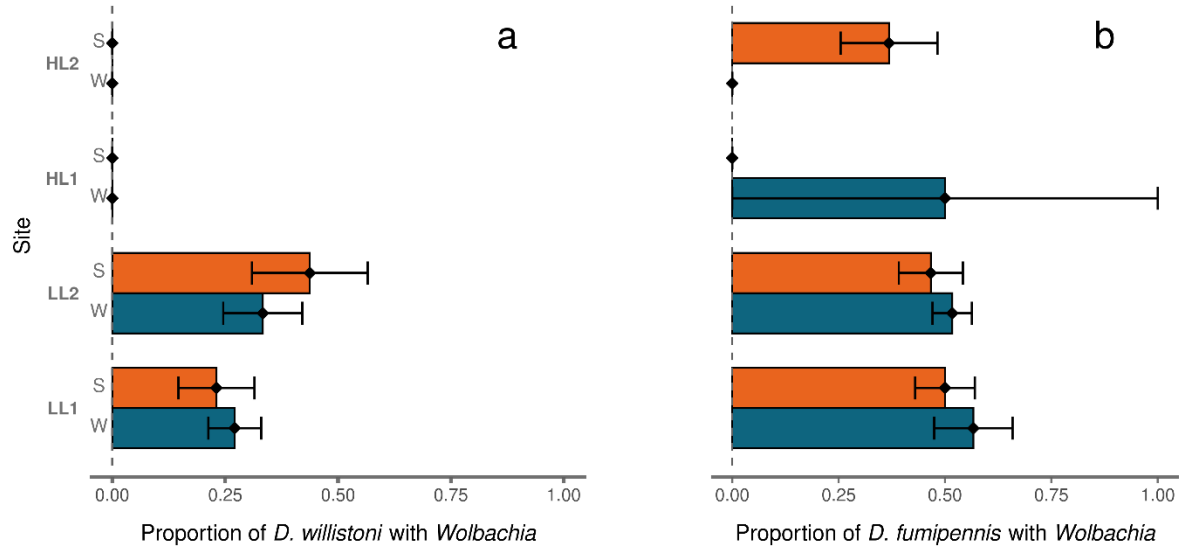 a
b
Site
HL2
S
W
HL1
S
W
LL2
S
W
LL1
S
W
0.00 0.25 0.50 0.75 1.00
0.00 0.25 0.50 0.75 1.00
Proportion of D. willistoni with Wolbachia
Proportion of D. fumipennis with Wolbachia